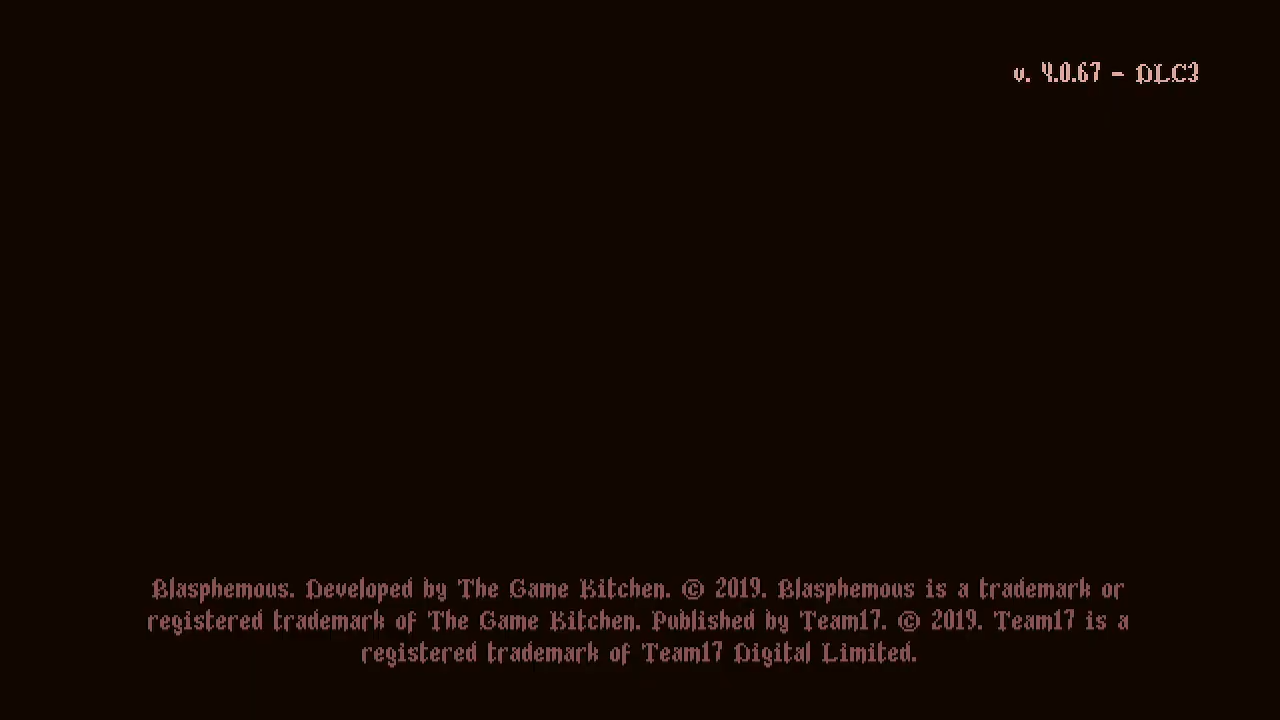 v. 4.0.67 - DLC3
Blasphemous. Developed by The Game Kitchen. © 2019. Blasphemous is a trademark or
registered trademark of The Game Kitchen. Published by Team17. © 2019. Team17 is a
registered trademark of Team17 Digital Limited.